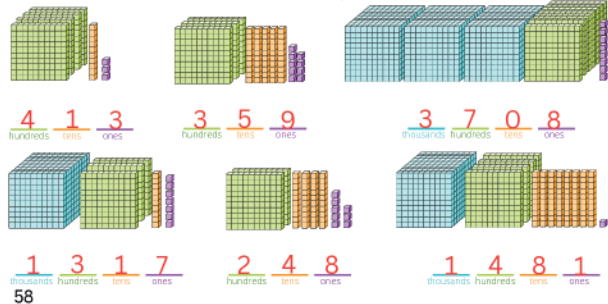 4 1 3
hundreds tens ones
3 5 9
hundreds tens ones
3 7 0 8
thousands hundreds tens ones
1 3 1 7
thousands hundreds tens ones
2 4 8
hundreds tens ones
1 4 8 1
thousands hundreds tens ones
58